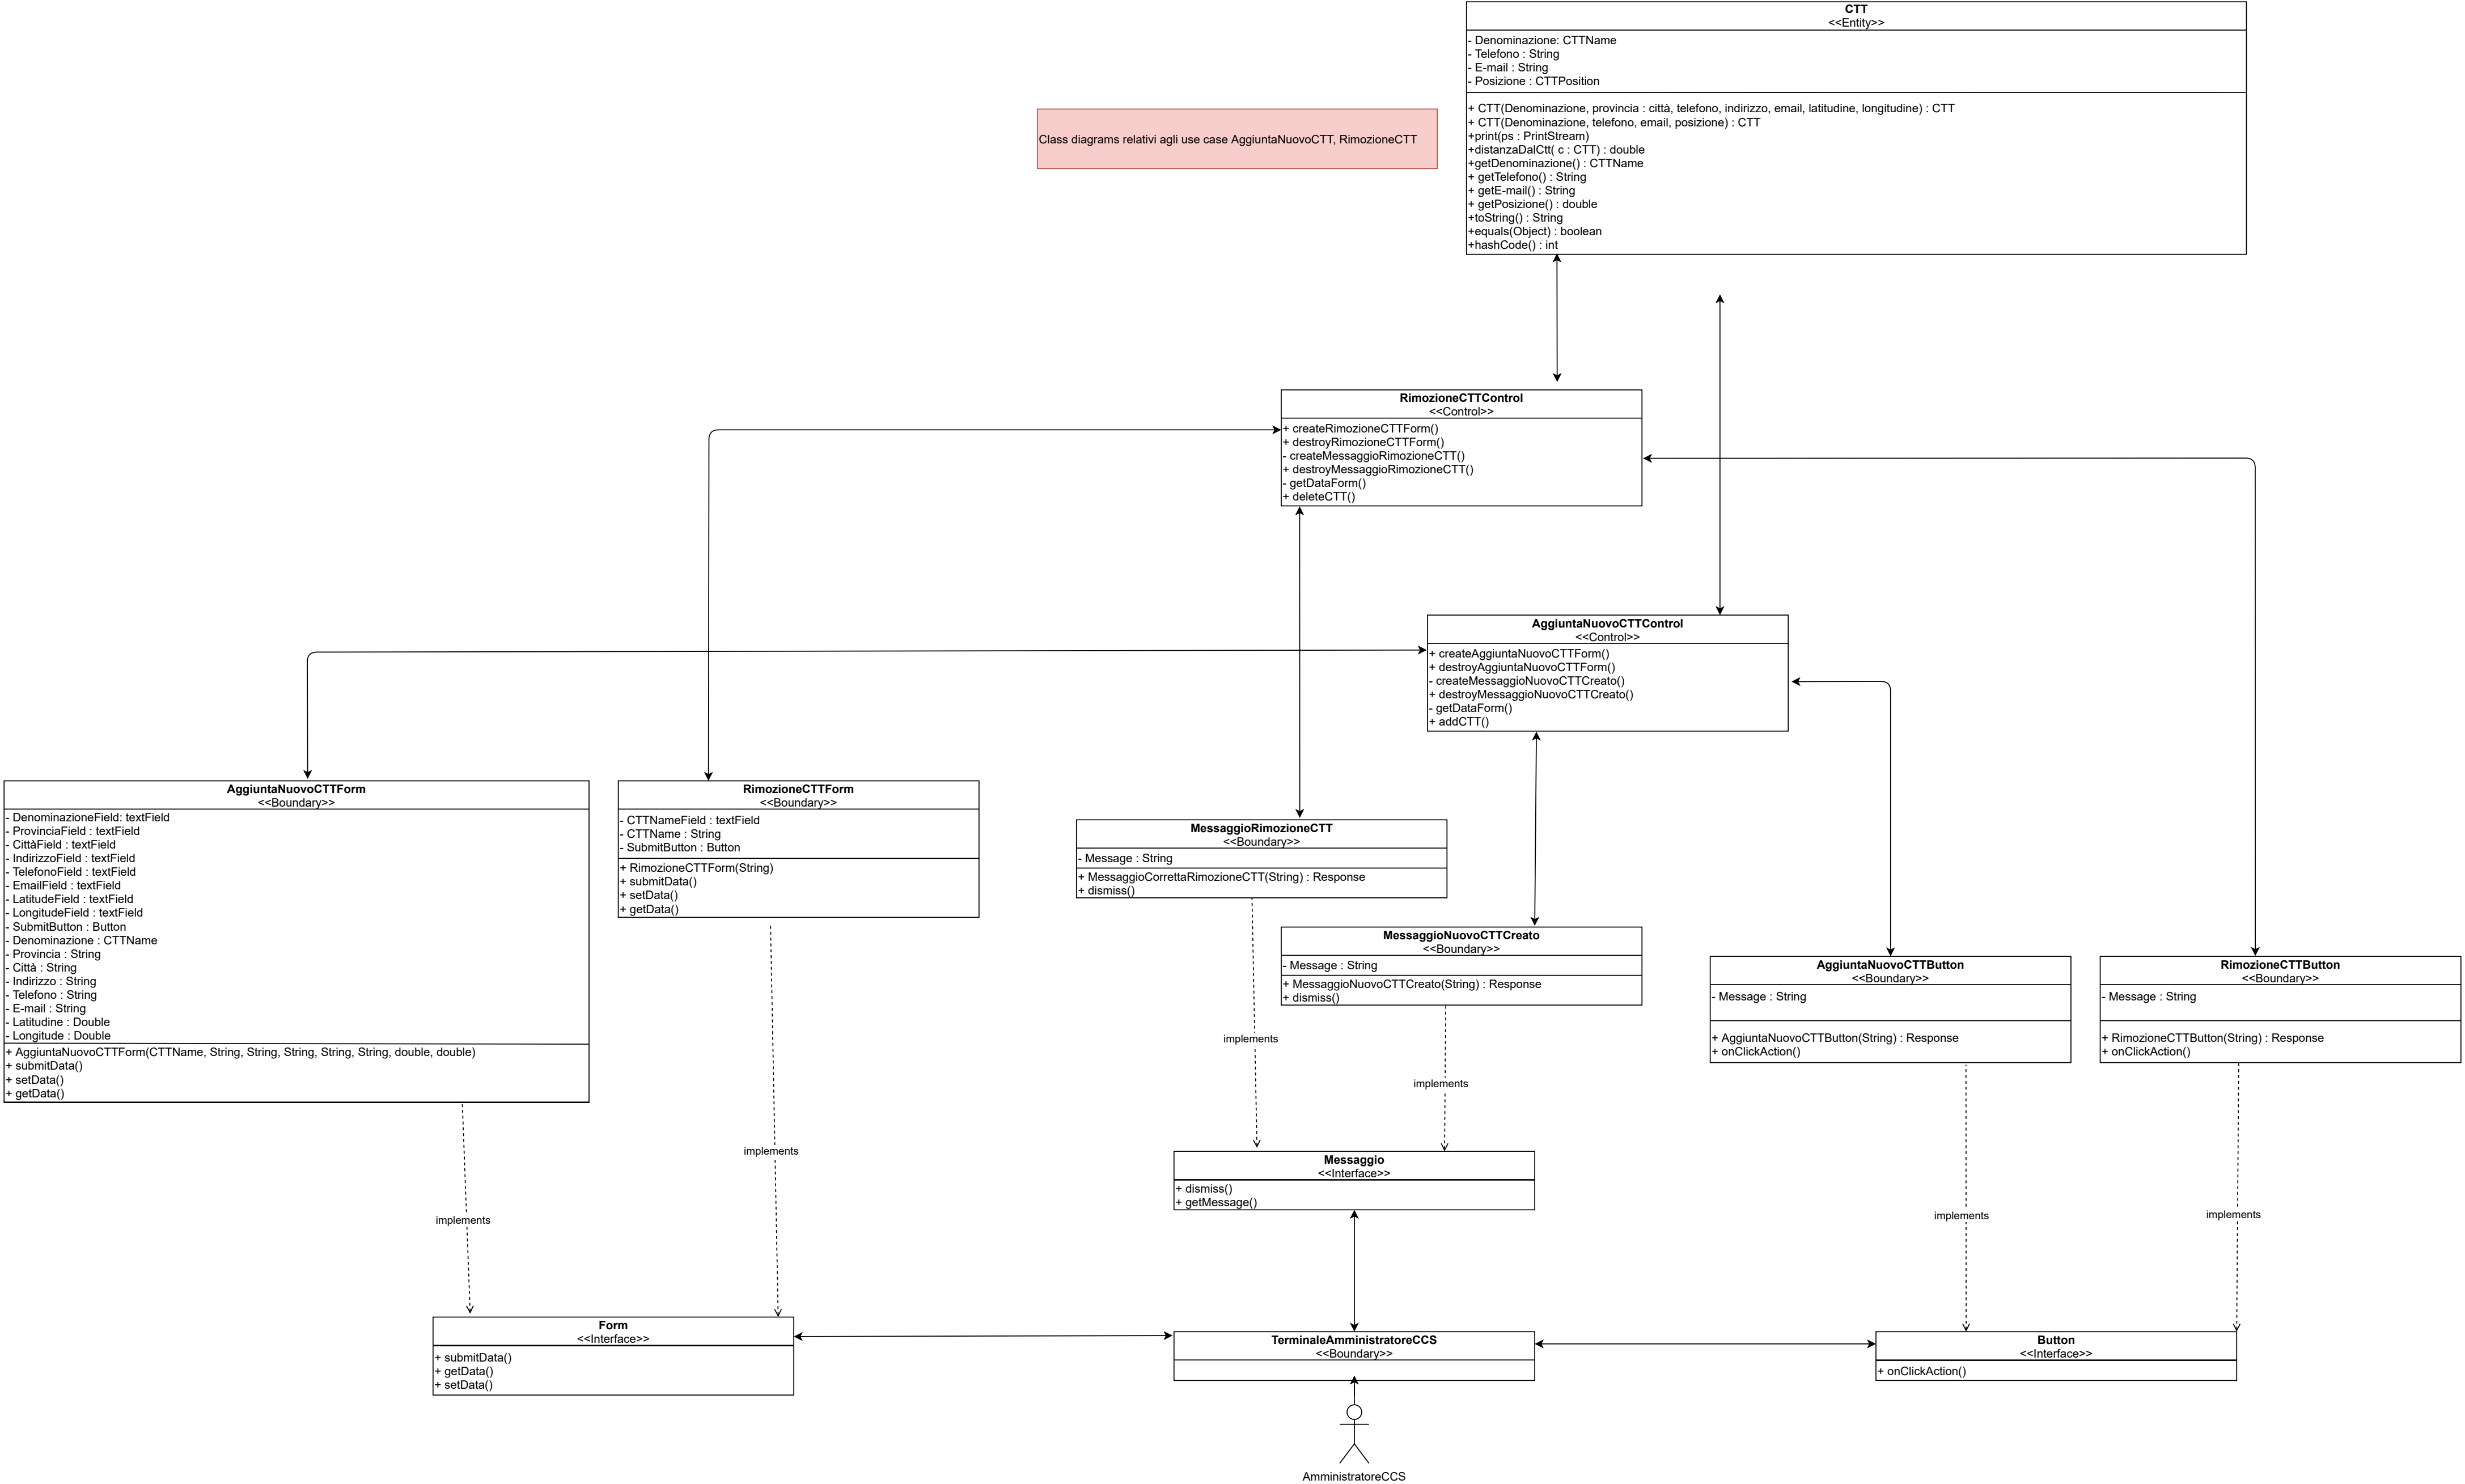 CTT
<<Entity>>
- Denominazione: CTTName
- Telefono : String
- E-mail : String
- Posizione : CTTPosition
+ CTT(Denominazione, provincia : città, telefono, indirizzo, email, latitudine, longitudine) : CTT
+ CTT(Denominazione, telefono, email, posizione) : CTT
+print(ps : PrintStream)
+distanzaDalCtt( c : CTT) : double
+getDenominazione() : CTTName
+ getTelefono() : String
+ getE-mail() : String
+ getPosizione() : double
+toString() : String
+equals(Object) : boolean
+hashCode() : int
Class diagrams relativi agli use case AggiuntaNuovoCTT, RimozioneCTT
RimozioneCTTControl
<<Control>>
+ createRimozioneCTTForm()
+ destroyRimozioneCTTForm()
- createMessaggioRimozioneCTT()
+ destroyMessaggioRimozioneCTT()
- getDataForm()
+ deleteCTT()
AggiuntaNuovoCTTControl
<<Control>>
+ createAggiuntaNuovoCTTForm()
+ destroyAggiuntaNuovoCTTForm()
- createMessaggioNuovoCTTCreato()
+ destroyMessaggioNuovoCTTCreato()
- getDataForm()
+ addCTT()
AggiuntaNuovoCTTForm
<<Boundary>>
- DenominazioneField: textField
- ProvinciaField : textField
- CittàField : textField
- IndirizzoField : textField
- TelefonoField : textField
- EmailField : textField
- LatitudeField : textField
- LongitudeField : textField
- SubmitButton : Button
- Denominazione : CTTName
- Provincia : String
- Città : String
- Indirizzo : String
- Telefono : String
- E-mail : String
- Latitudine : Double
- Longitude : Double
+ AggiuntaNuovoCTTForm(CTTName, String, String, String, String, String, double, double)
+ submitData()
+ setData()
+ getData()
RimozioneCTTForm
<<Boundary>>
- CTTNameField : textField
- CTTName : String
- SubmitButton : Button
+ RimozioneCTTForm(String)
+ submitData()
+ setData()
+ getData()
MessaggioRimozioneCTT
<<Boundary>>
- Message : String
+ MessaggioCorrettaRimozioneCTT(String) : Response
+ dismiss()
MessaggioNuovoCTTCreato
<<Boundary>>
- Message : String
+ MessaggioNuovoCTTCreato(String) : Response
+ dismiss()
AggiuntaNuovoCTTButton
<<Boundary>>
- Message : String
+ AggiuntaNuovoCTTButton(String) : Response
+ onClickAction()
RimozioneCTTButton
<<Boundary>>
- Message : String
+ RimozioneCTTButton(String) : Response
+ onClickAction()
implements
implements
implements
implements
implements
implements
Messaggio
<<Interface>>
+ dismiss()
+ getMessage()
Form
<<Interface>>
+ submitData()
+ getData()
+ setData()
TerminaleAmministratoreCCS
<<Boundary>>
Button
<<Interface>>
+ onClickAction()
AmministratoreCCS